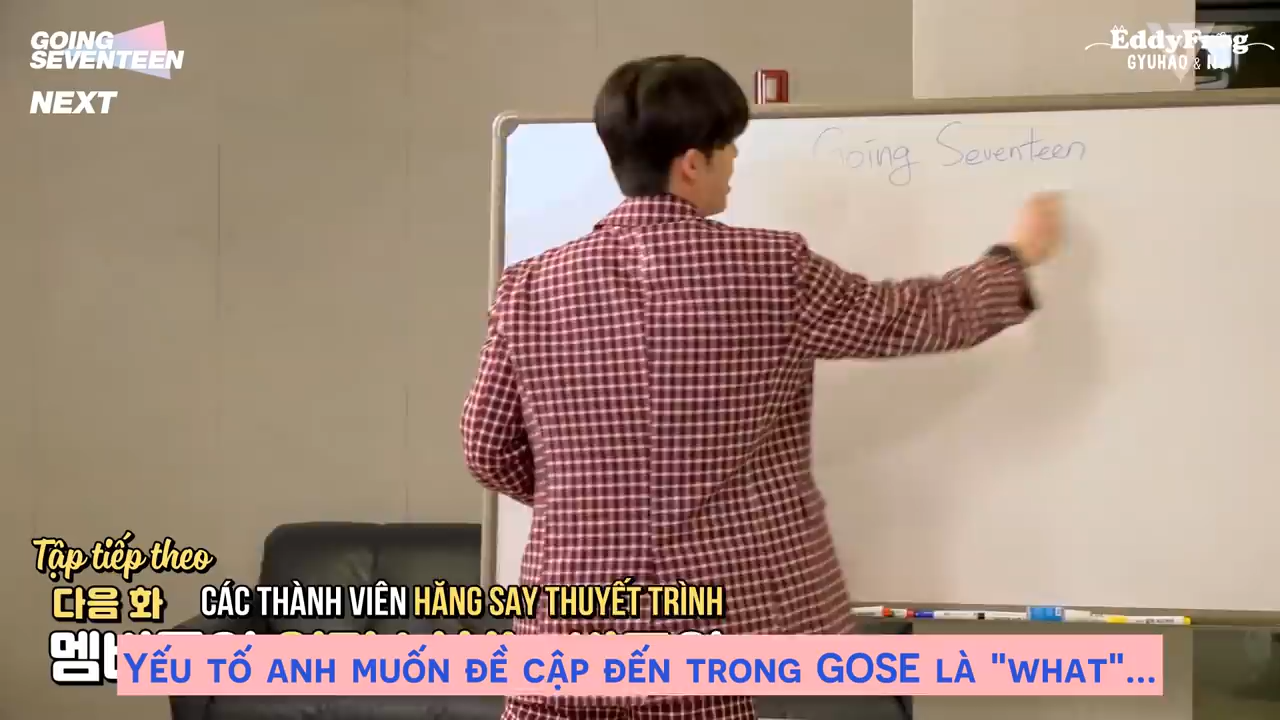 GOING
SEVENTEEN
NEXT
EddyFrog
GYUHAO &
Going Seventeen
Tập tiếp theo
다음 화
CÁC THÀNH VIÊN HĂNG SAY THUYẾT TRÌNH
YẾU TỐ ANH MUỐN ĐỀ CẬP ĐẾN TRONG GOSE LÀ "WHAT"...